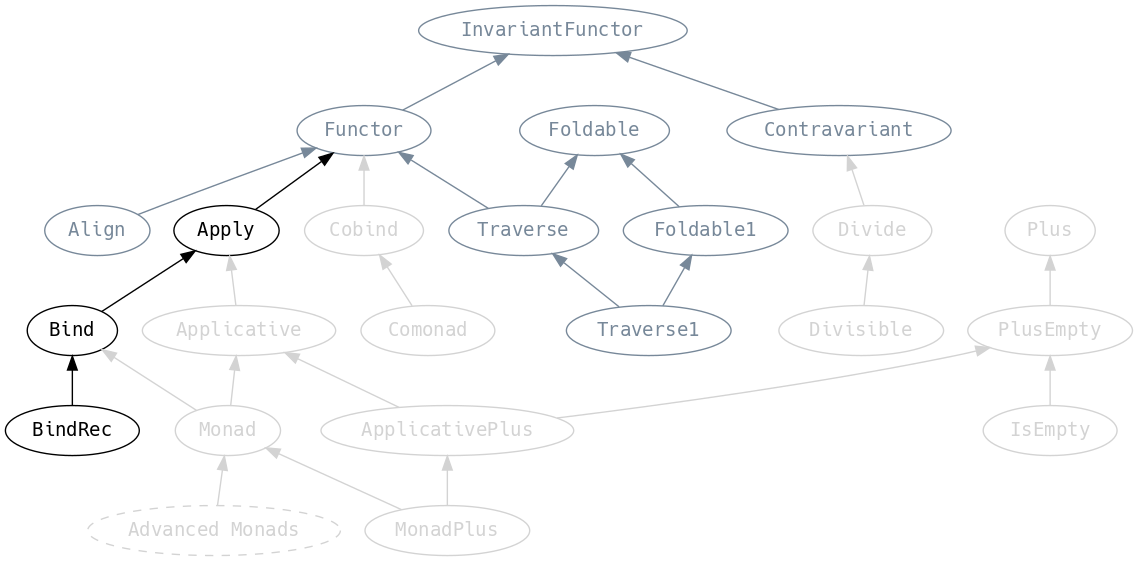 InvariantFunctor
Functor
Foldable
Contravariant
Align
Apply
Cobind
Traverse
Foldable1
Divide
Plus
Bind
Applicative
Comonad
Traverse1
Divisible
PlusEmpty
BindRec
Monad
ApplicativePlus
IsEmpty
Advanced Monads
MonadPlus